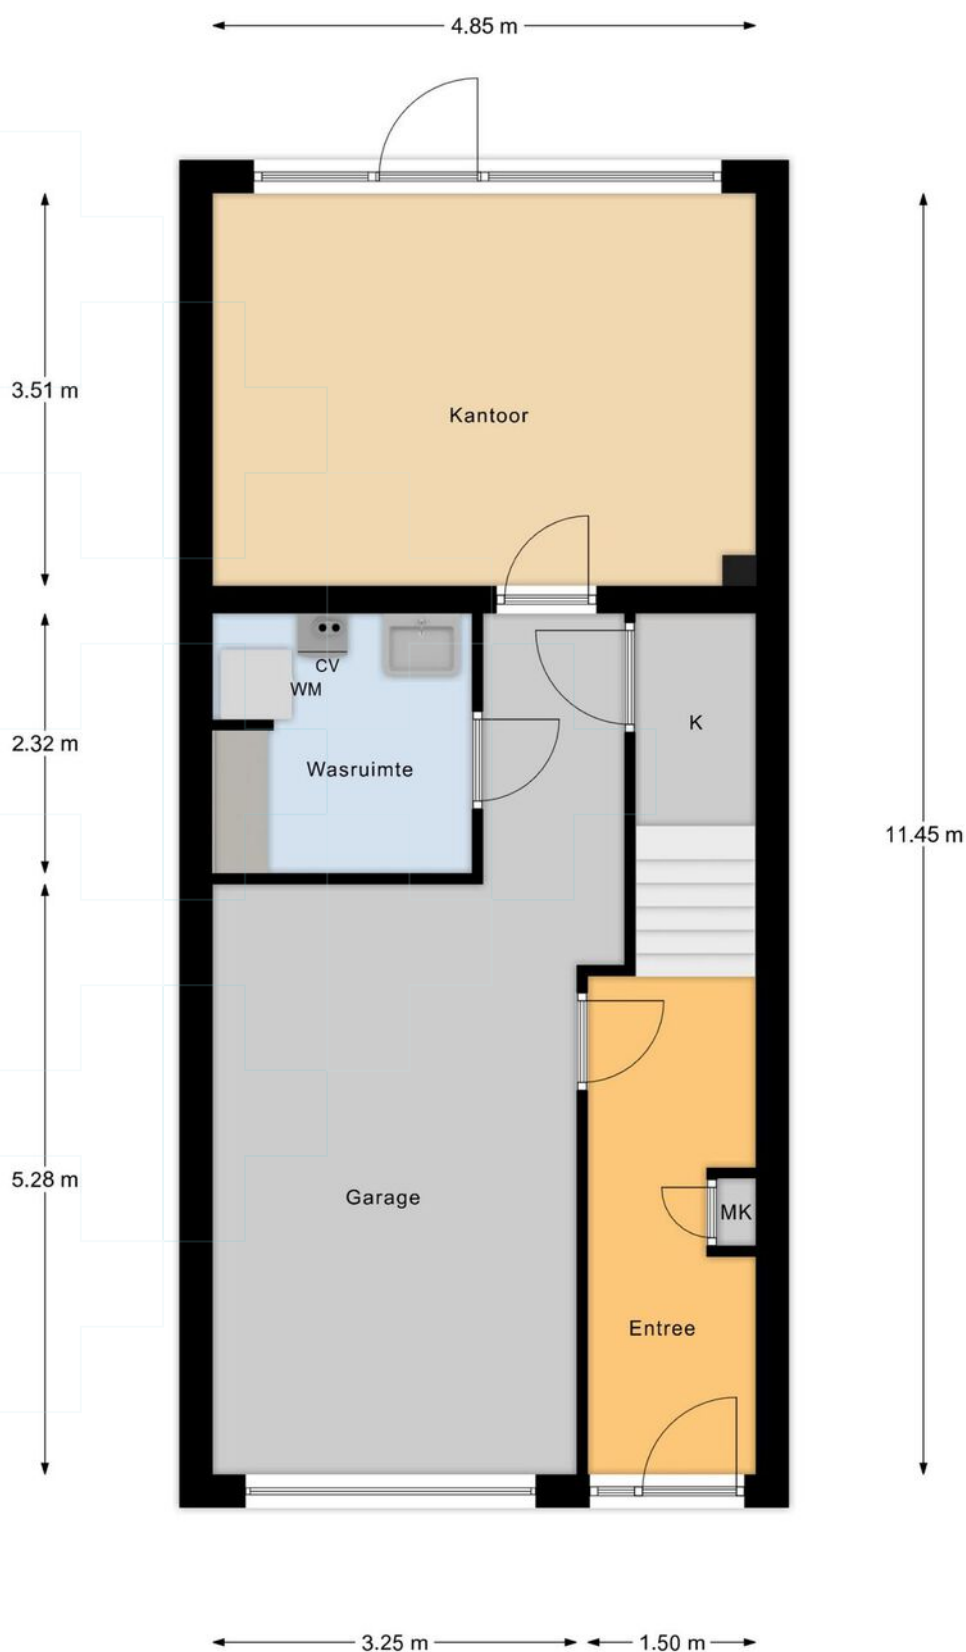 4.85 m
3.51 m
Kantoor
CV
WM
K
2.32 m
Wasruimte
11.45 m
5.28 m
Garage
MK
Entree
3.25 m
1.50 m